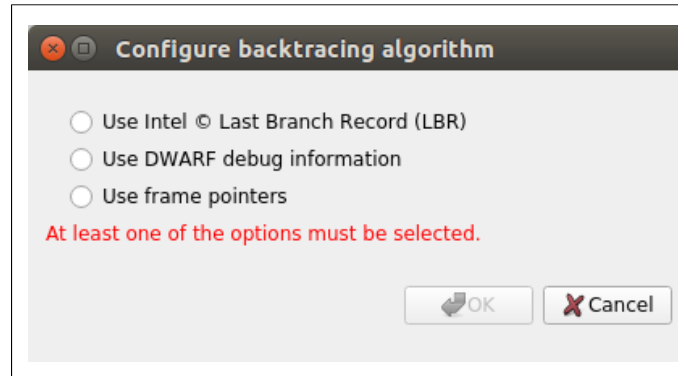 Configure backtracing algorithm
Use Intel © Last Branch Record (LBR)
Use DWARF debug information
Use frame pointers
At least one of the options must be selected.
OK Cancel